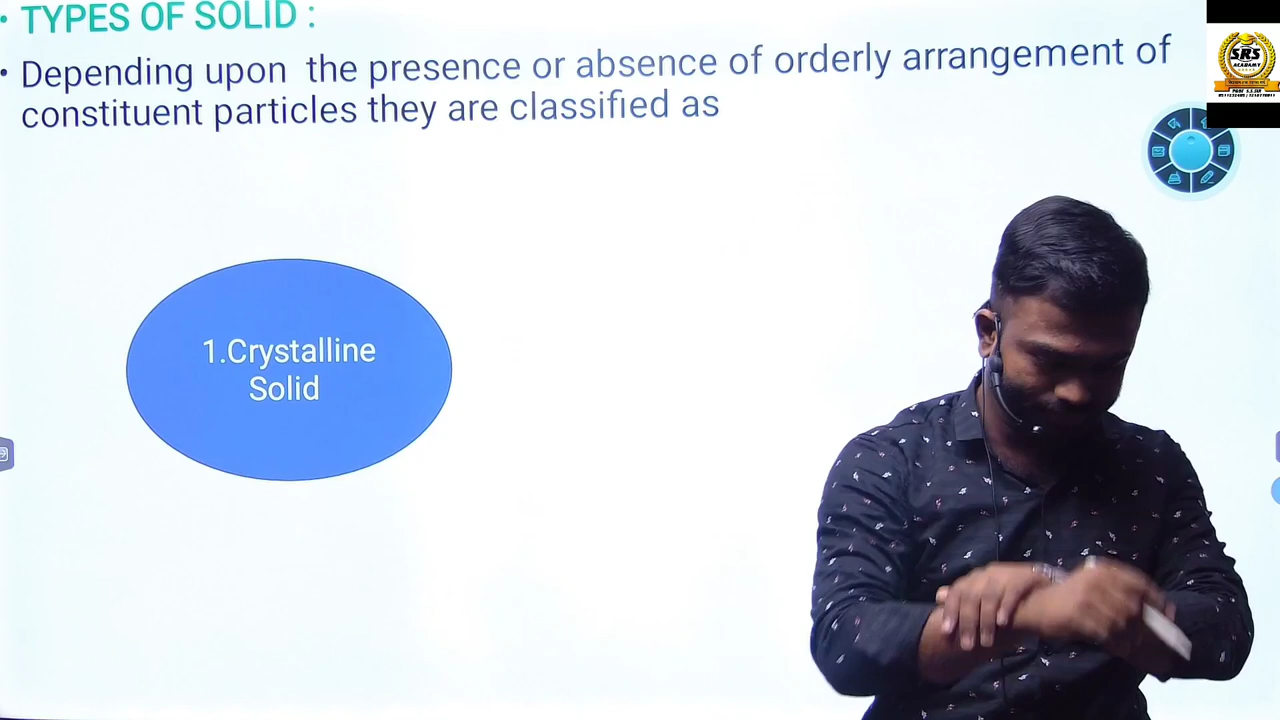 • TYPES OF SOLID :
• Depending upon the presence or absence of orderly arrangement of
constituent particles they are classified as
1.Crystalline
Solid
SRS
ACADEMY